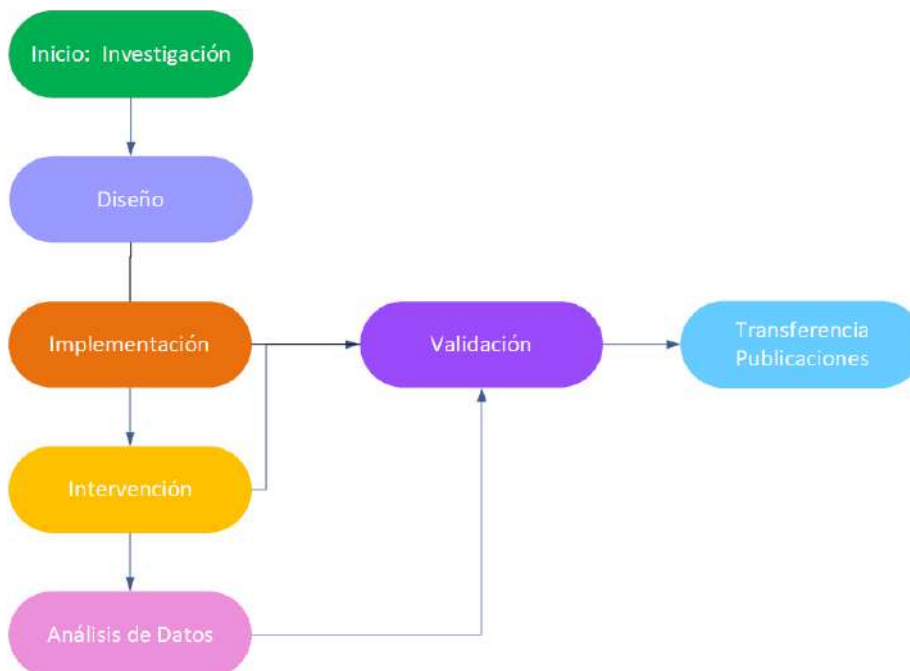 Inicio: Investigación
Diseño
Implementación
Validación
Transferencia
Publicaciones
Intervención
Análisis de Datos